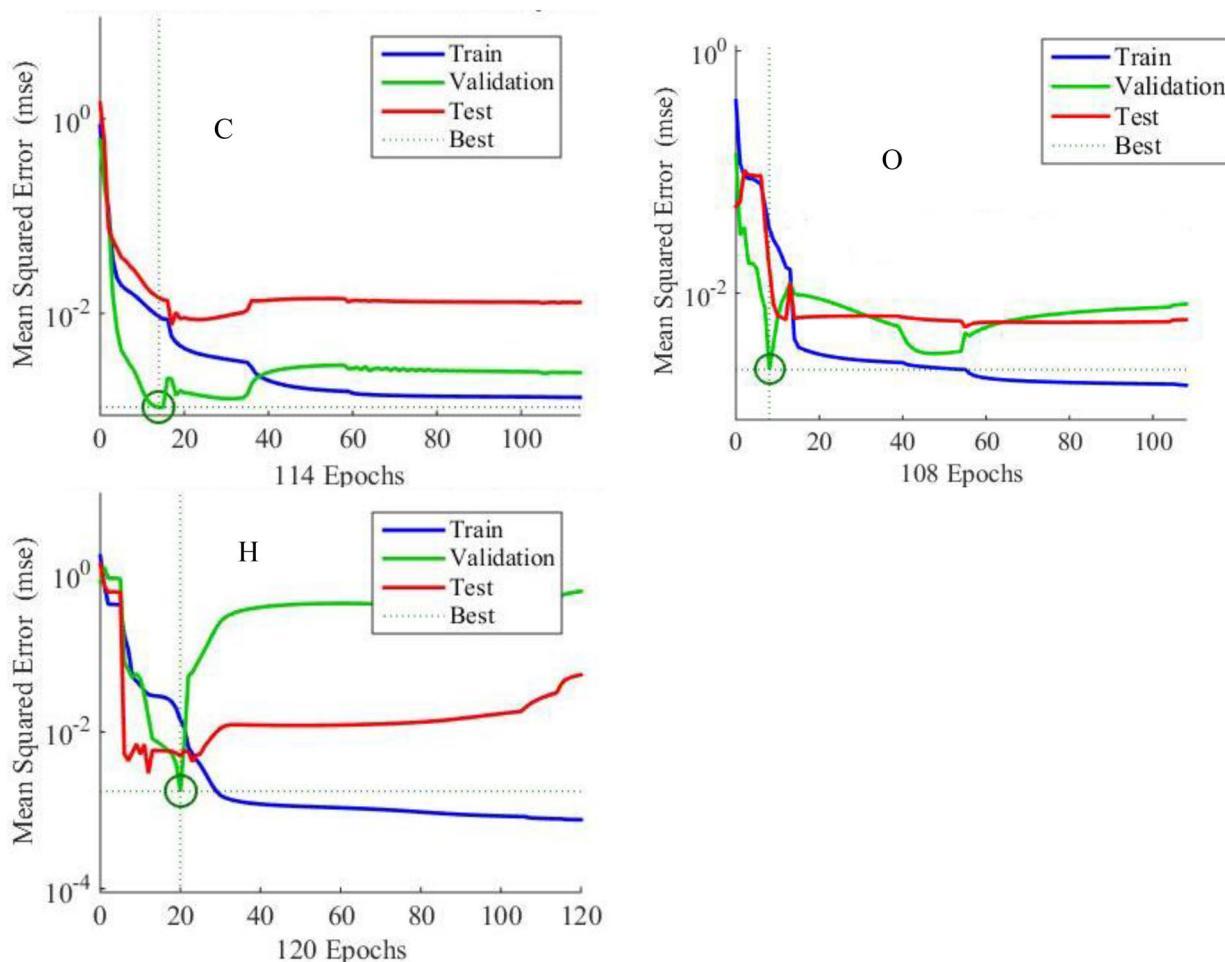 Mean Squared Error (mse)
10^0
10^-2
C
Train
Validation
Test
Best
0 20 40 60 80 100
114 Epochs
Mean Squared Error (mse)
10^0
10^-2
O
Train
Validation
Test
Best
0 20 40 60 80 100
108 Epochs
Mean Squared Error (mse)
10^0
10^-2
10^-4
H
Train
Validation
Test
Best
0 20 40 60 80 100 120
120 Epochs